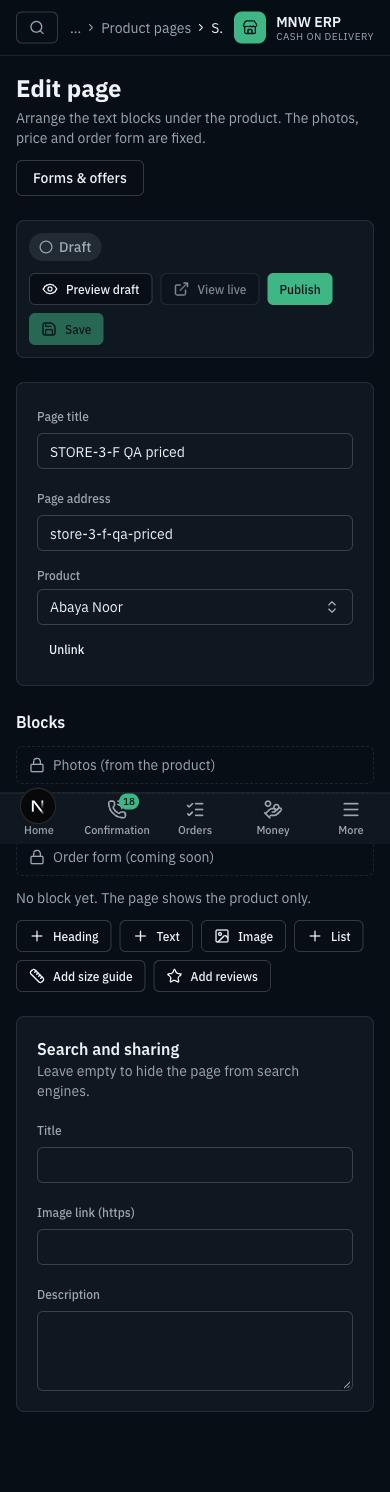 ... > Product pages > S.
MNW ERP
CASH ON DELIVERY
Edit page
Arrange the text blocks under the product. The photos,
price and order form are fixed.
Forms & offers
Draft
Preview draft
View live
Publish
Save
Page title
STORE-3-F QA priced
Page address
store-3-f-qa-priced
Product
Abaya Noor
Unlink
Blocks
Photos (from the product)
N
18
Home
Confirmation
Orders
Money
More
Order form (coming soon)
No block yet. The page shows the product only.
Heading
Text
Image
List
Add size guide
Add reviews
Search and sharing
Leave empty to hide the page from search
engines.
Title
Image link (https)
Description